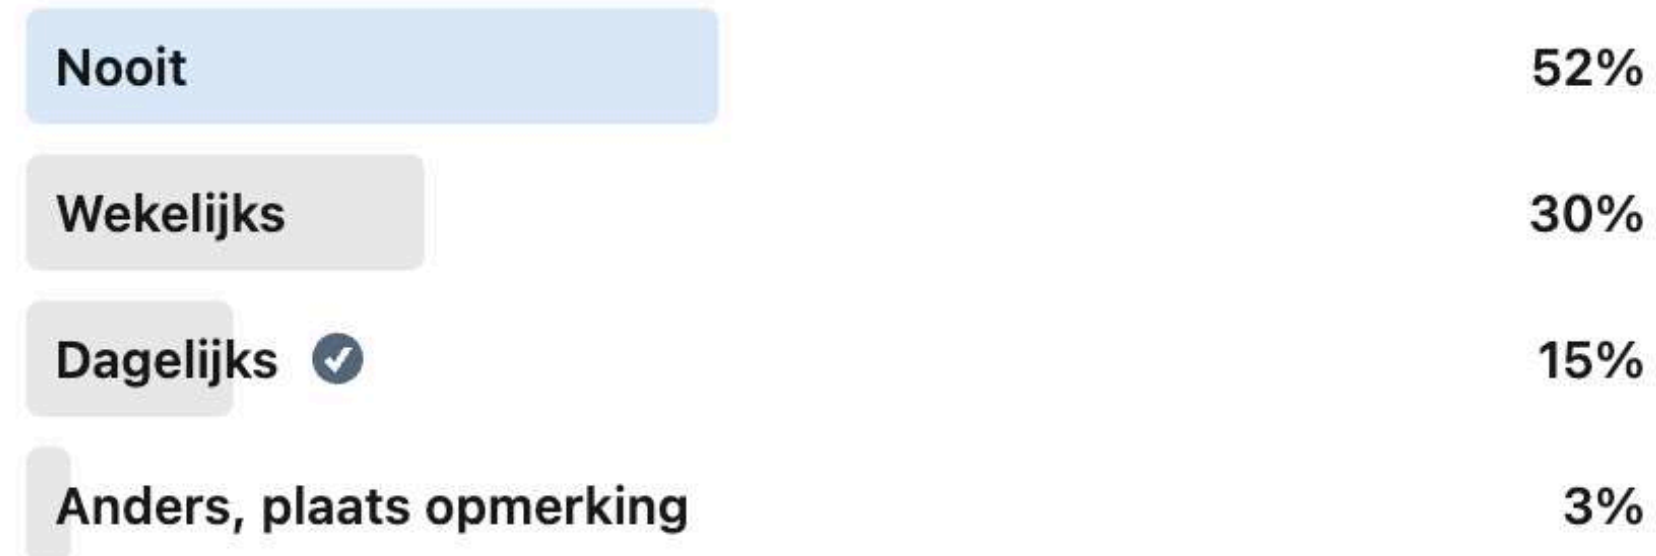 Nooit 52%
Wekelijks 30%
Dagelijks 15%
Anders, plaats opmerking 3%